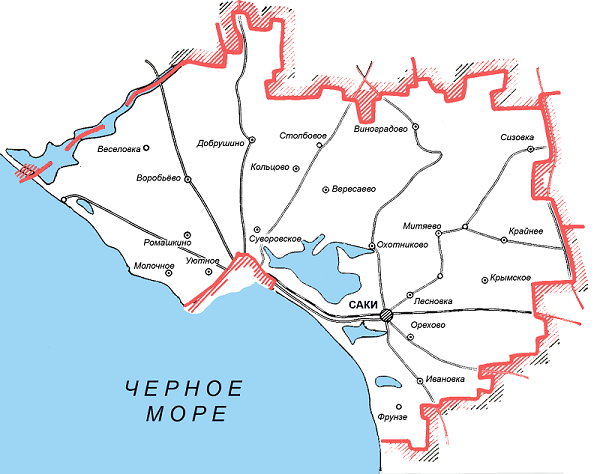 Виноградово
Столбовое
Добрушино
Сизовка
Веселовка
Кольцово
Воробьёво
Вересаево
Митяево
Суворовское
Крайнее
Ромашкино
Охотниково
Уютное
Молочное
Крымское
Лесновка
САКИ
Орехово
Ивановка
ЧЕРНОЕ
МОРЕ
Фрунзе